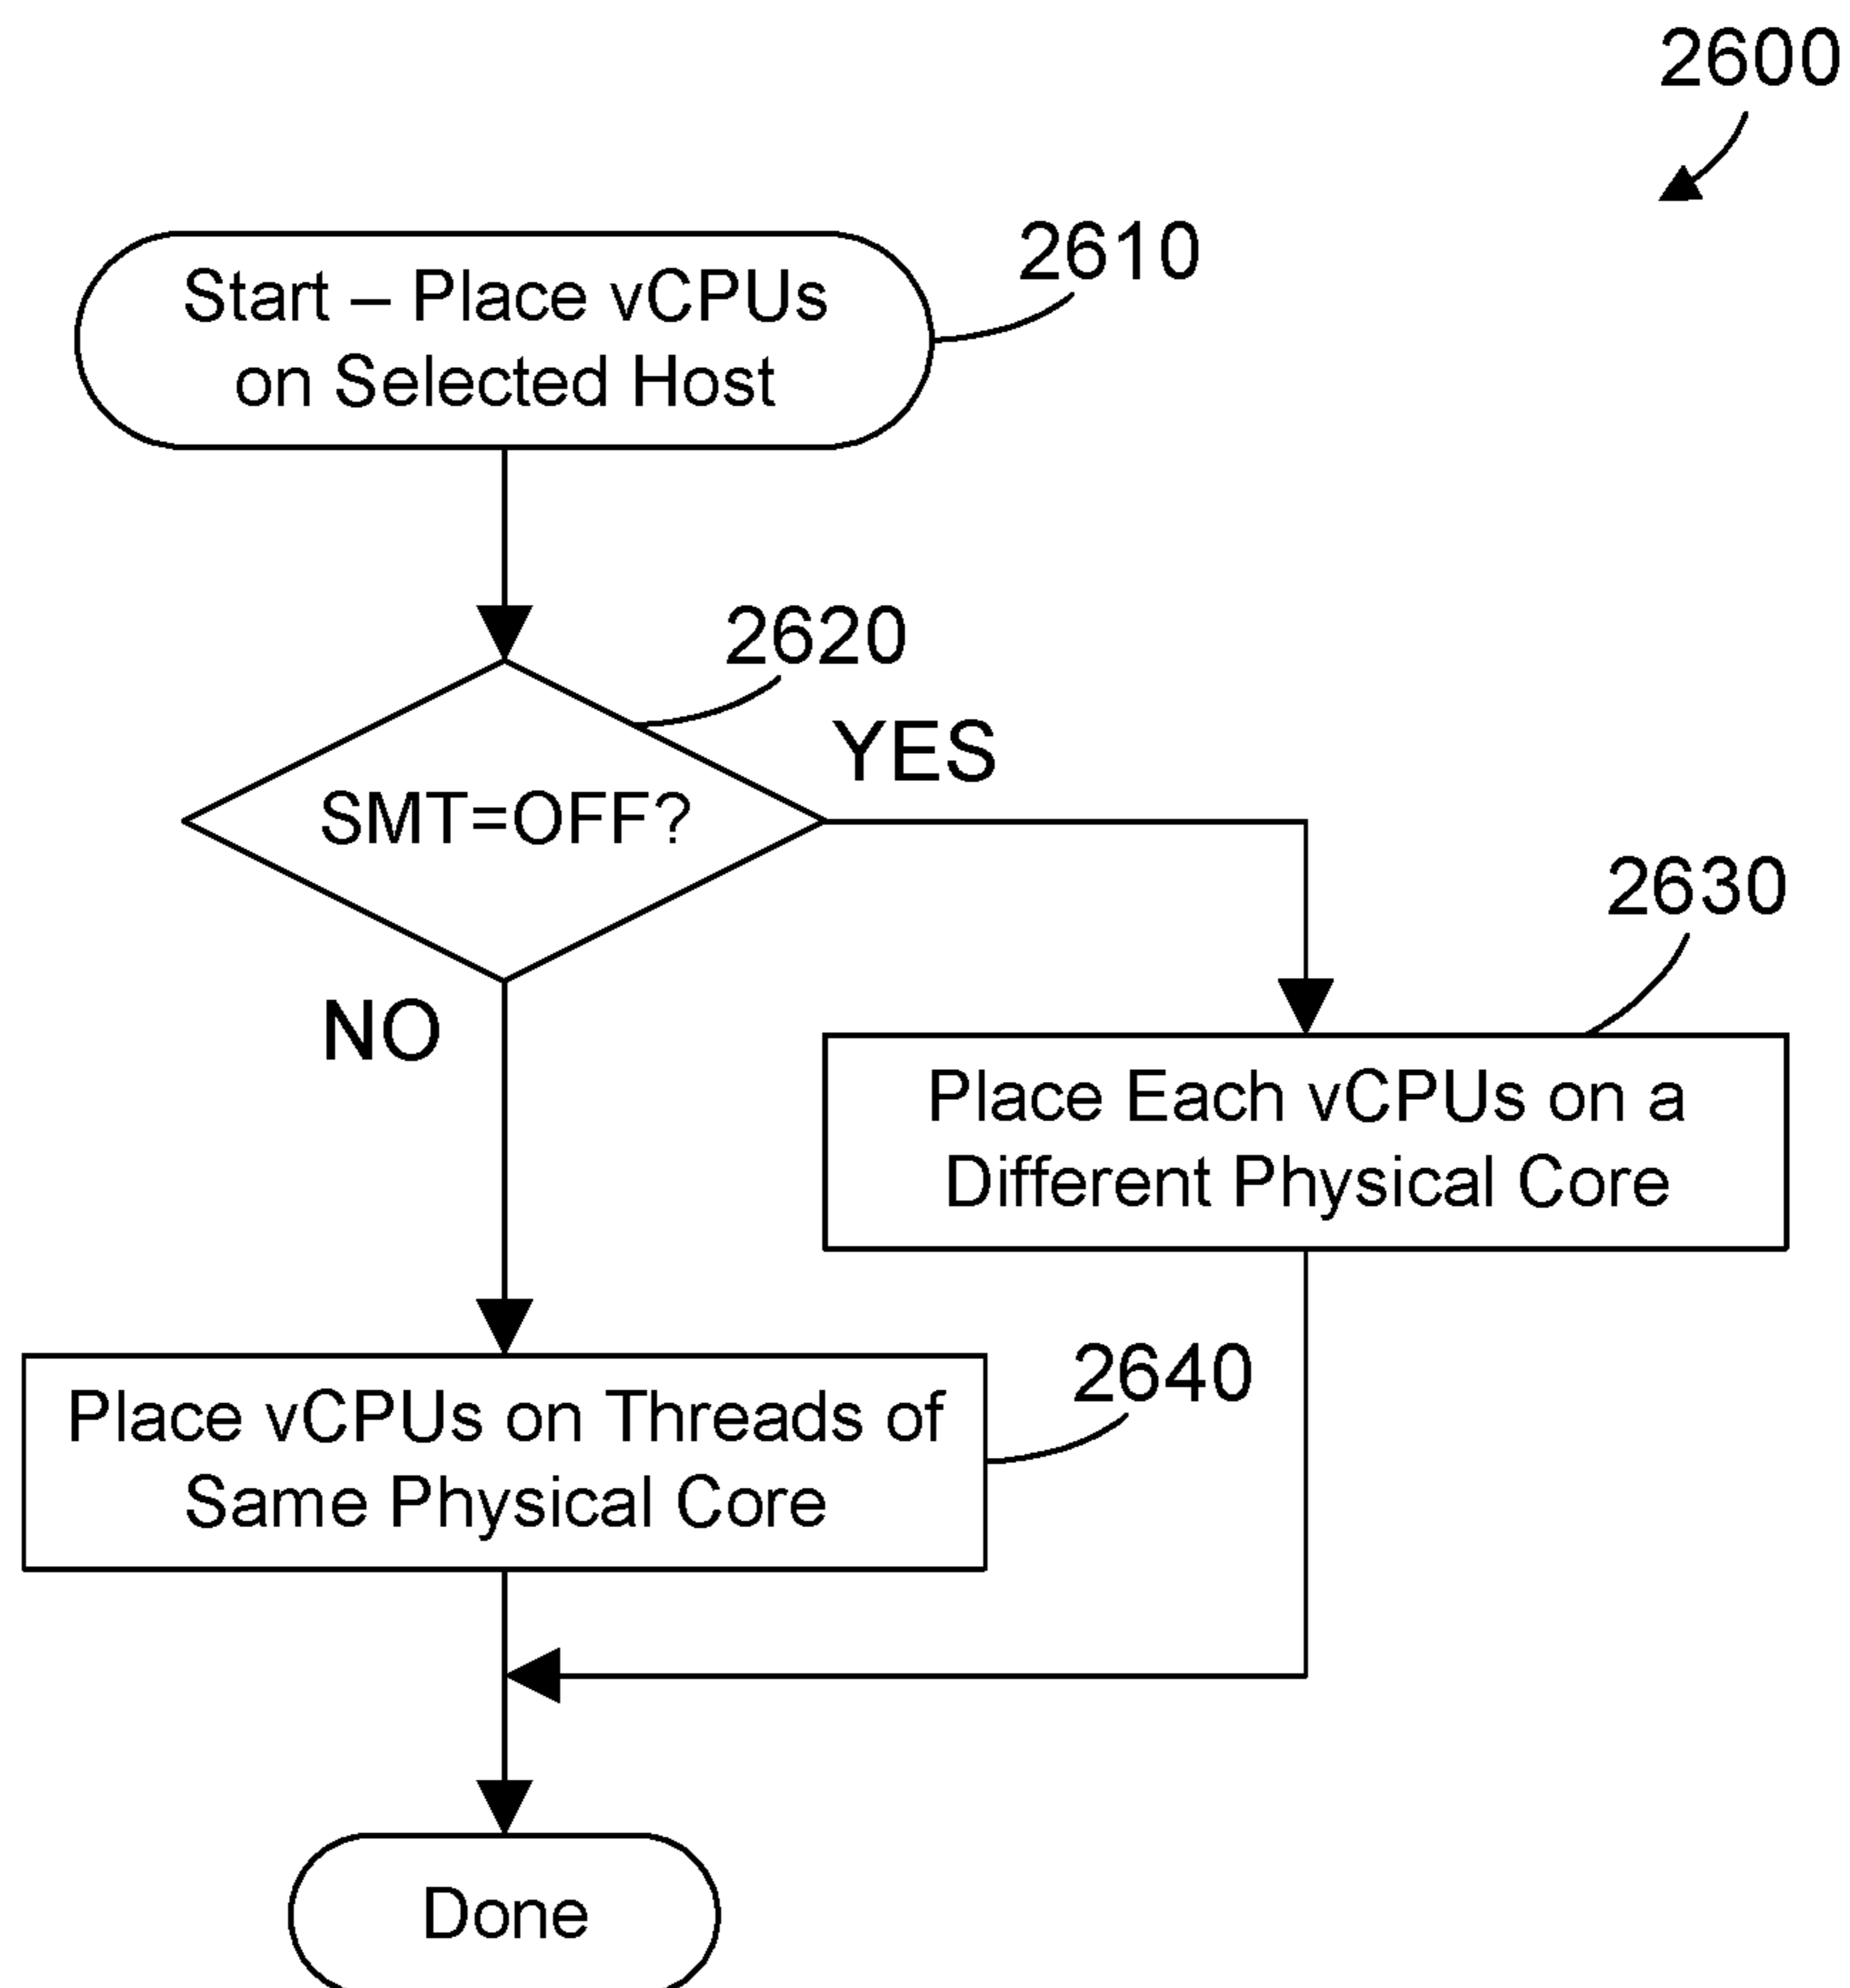 2600
2610
Start – Place vCPUs
on Selected Host
2620
YES
SMT=OFF?
2630
NO
Place Each vCPUs on a
Different Physical Core
2640
Place vCPUs on Threads of
Same Physical Core
Done